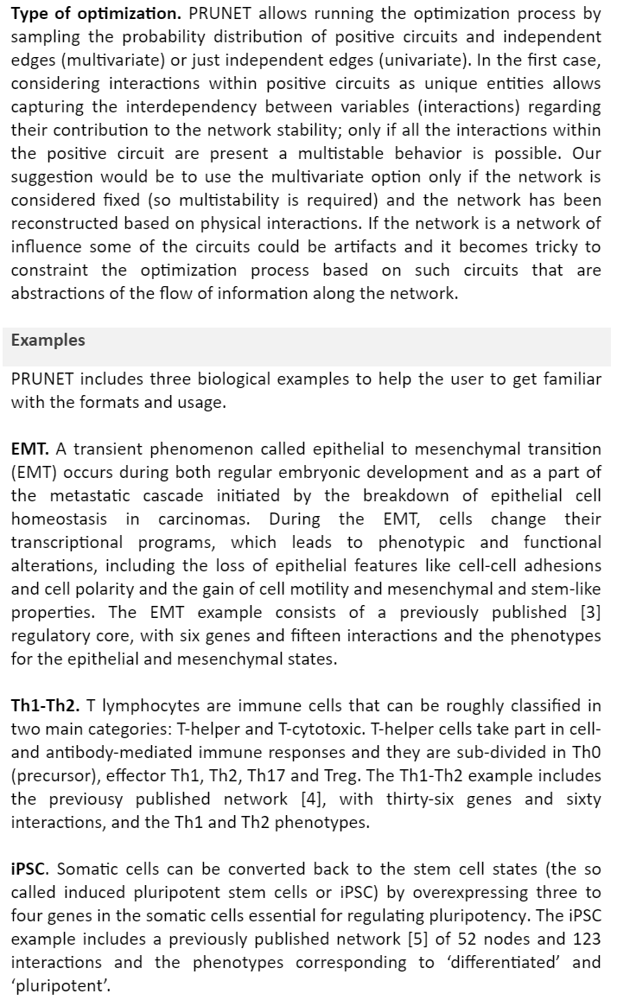 Type of optimization. PRUNET allows running the optimization process by
sampling the probability distribution of positive circuits and independent
edges (multivariate) or just independent edges (univariate). In the first case,
considering interactions within positive circuits as unique entities allows
capturing the interdependency between variables (interactions) regarding
their contribution to the network stability; only if all the interactions within
the positive circuit are present a multistable behavior is possible. Our
suggestion would be to use the multivariate option only if the network is
considered fixed (so multistability is required) and the network has been
reconstructed based on physical interactions. If the network is a network of
influence some of the circuits could be artifacts and it becomes tricky to
constraint the optimization process based on such circuits that are
abstractions of the flow of information along the network.
Examples
PRUNET includes three biological examples to help the user to get familiar
with the formats and usage.
EMT. A transient phenomenon called epithelial to mesenchymal transition
(EMT) occurs during both regular embryonic development and as a part of
the metastatic cascade initiated by the breakdown of epithelial cell
homeostasis in carcinomas. During the EMT, cells change their
transcriptional programs, which leads to phenotypic and functional
alterations, including the loss of epithelial features like cell-cell adhesions
and cell polarity and the gain of cell motility and mesenchymal and stem-like
properties. The EMT example consists of a previously published [3]
regulatory core, with six genes and fifteen interactions and the phenotypes
for the epithelial and mesenchymal states.
Th1-Th2. T lymphocytes are immune cells that can be roughly classified in
two main categories: T-helper and T-cytotoxic. T-helper cells take part in cell-
and antibody-mediated immune responses and they are sub-divided in Th0
(precursor), effector Th1, Th2, Th17 and Treg. The Th1-Th2 example includes
the previousy published network [4], with thirty-six genes and sixty
interactions, and the Th1 and Th2 phenotypes.
iPSC. Somatic cells can be converted back to the stem cell states (the so
called induced pluripotent stem cells or iPSC) by overexpressing three to
four genes in the somatic cells essential for regulating pluripotency. The iPSC
example includes a previously published network [5] of 52 nodes and 123
interactions and the phenotypes corresponding to ‘differentiated’ and
‘pluripotent’.